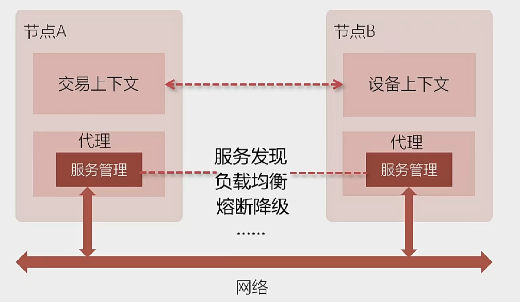 节点A
节点B
交易上下文
设备上下文
代理
服务管理
服务发现
负载均衡
熔断降级
……
代理
服务管理
网络